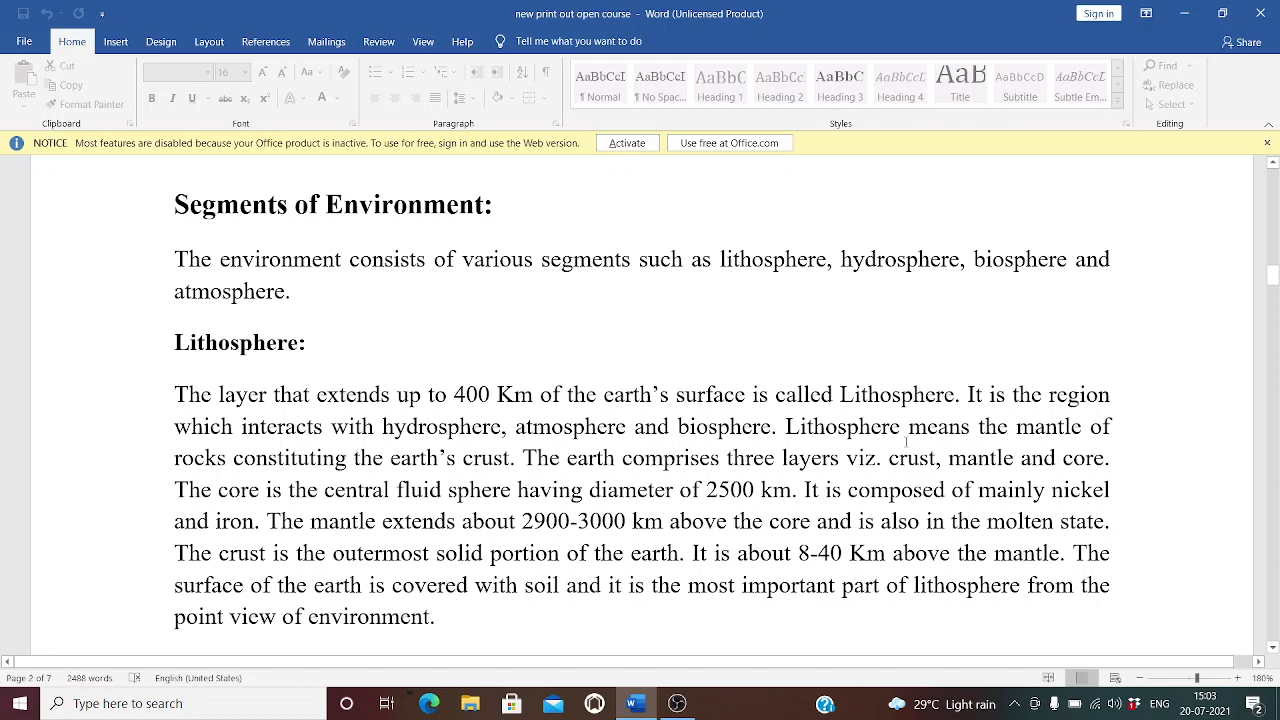 new print out open course - Word (Unlicensed Product)
Sign in
File Home Insert Design Layout References Mailings Review View Help Tell me what you want to do Share
Paste Cut Copy Format Painter
16 Aa
B I U abc x₂ x² A A
AaBbCcI AaBbCcI AaBbC AaBbCc AaBbC AaBbCcI AaB AaBbCcD AaBbCcL
¶ Normal ¶ No Spac... Heading 1 Heading 2 Heading 3 Heading 4 Title Subtitle Subtle Em...
Find Replace Select
Clipboard Font Paragraph Styles Editing
NOTICE Most features are disabled because your Office product is inactive. To use for free, sign in and use the Web version. Activate Use free at Office.com
Segments of Environment:
The environment consists of various segments such as lithosphere, hydrosphere, biosphere and
atmosphere.
Lithosphere:
The layer that extends up to 400 Km of the earth’s surface is called Lithosphere. It is the region
which interacts with hydrosphere, atmosphere and biosphere. Lithosphere means the mantle of
rocks constituting the earth’s crust. The earth comprises three layers viz. crust, mantle and core.
The core is the central fluid sphere having diameter of 2500 km. It is composed of mainly nickel
and iron. The mantle extends about 2900-3000 km above the core and is also in the molten state.
The crust is the outermost solid portion of the earth. It is about 8-40 Km above the mantle. The
surface of the earth is covered with soil and it is the most important part of lithosphere from the
point view of environment.
Page 2 of 7 2488 words English (United States) 180%
Type here to search
29°C Light rain ENG 15:03
20-07-2021 2